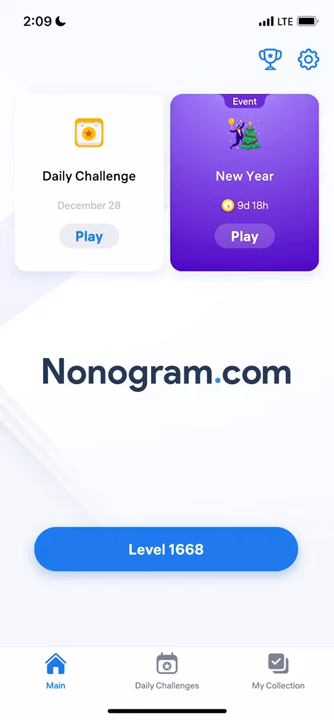 2:09
LTE
Event
Daily Challenge
New Year
December 28
9d 18h
Play
Play
Nonogram.com
Level 1668
Main
Daily Challenges
My Collection